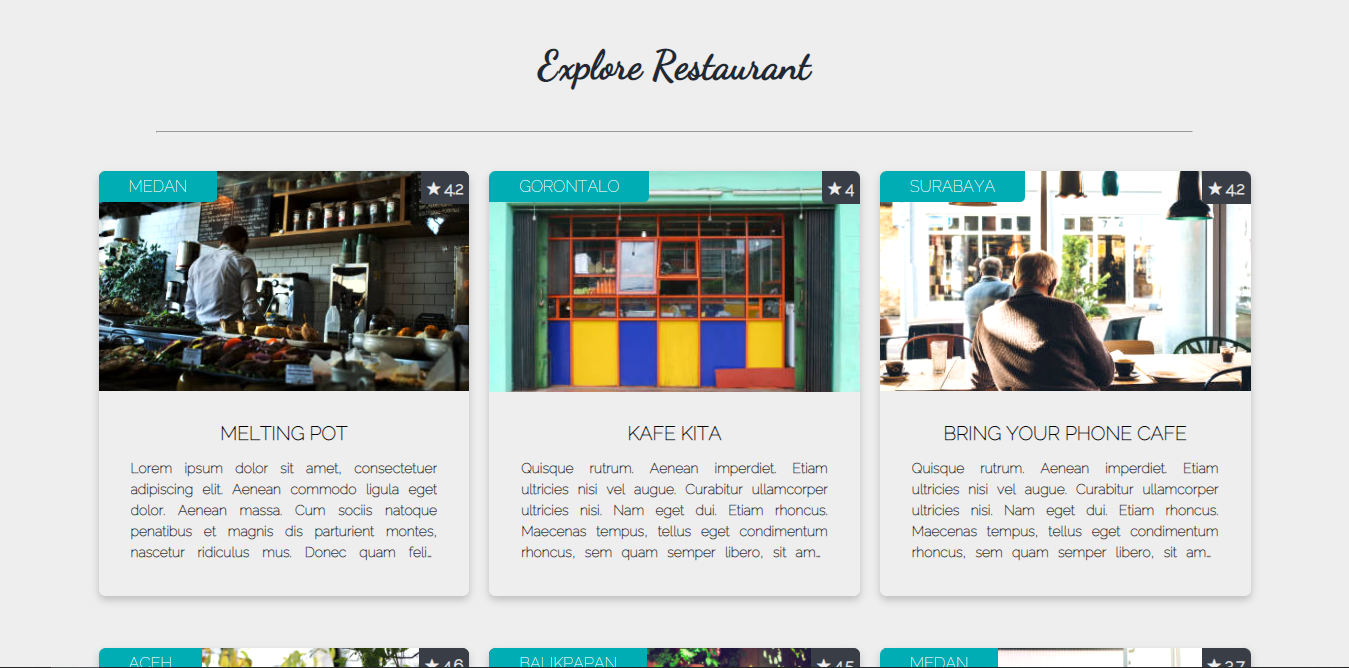 Explore Restaurant
MEDAN
★ 4.2
GORONTALO
★ 4
SURABAYA
★ 4.2
MELTING POT
Lorem ipsum dolor sit amet, consectetuer
adipiscing elit. Aenean commodo ligula eget
dolor. Aenean massa. Cum sociis natoque
penatibus et magnis dis parturient montes,
nascetur ridiculus mus. Donec quam feli...
KAFE KITA
Quisque rutrum. Aenean imperdiet. Etiam
ultricies nisi vel augue. Curabitur ullamcorper
ultricies nisi. Nam eget dui. Etiam rhoncus.
Maecenas tempus, tellus eget condimentum
rhoncus, sem quam semper libero, sit am...
BRING YOUR PHONE CAFE
Quisque rutrum. Aenean imperdiet. Etiam
ultricies nisi vel augue. Curabitur ullamcorper
ultricies nisi. Nam eget dui. Etiam rhoncus.
Maecenas tempus, tellus eget condimentum
rhoncus, sem quam semper libero, sit am...
ACEH
★ 4.6
BALIKPAPAN
★ 4.5
MEDAN
★ 3.7